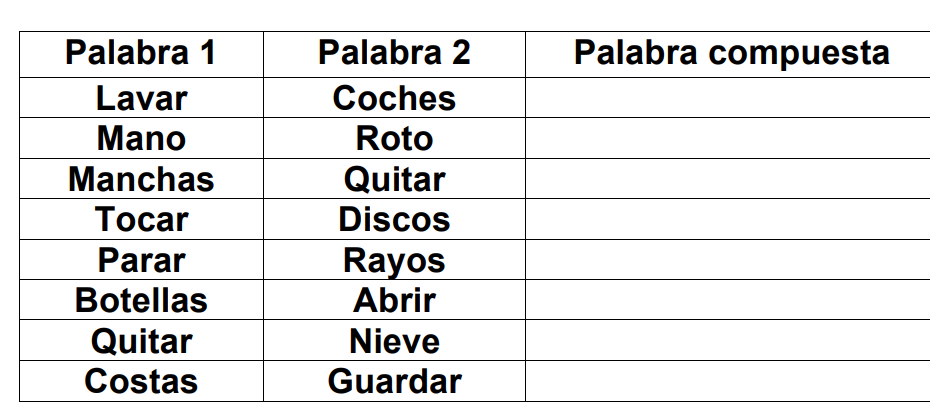 Palabra 1 Palabra 2 Palabra compuesta
Lavar Coches
Mano Roto
Manchas Quitar
Tocar Discos
Parar Rayos
Botellas Abrir
Quitar Nieve
Costas Guardar